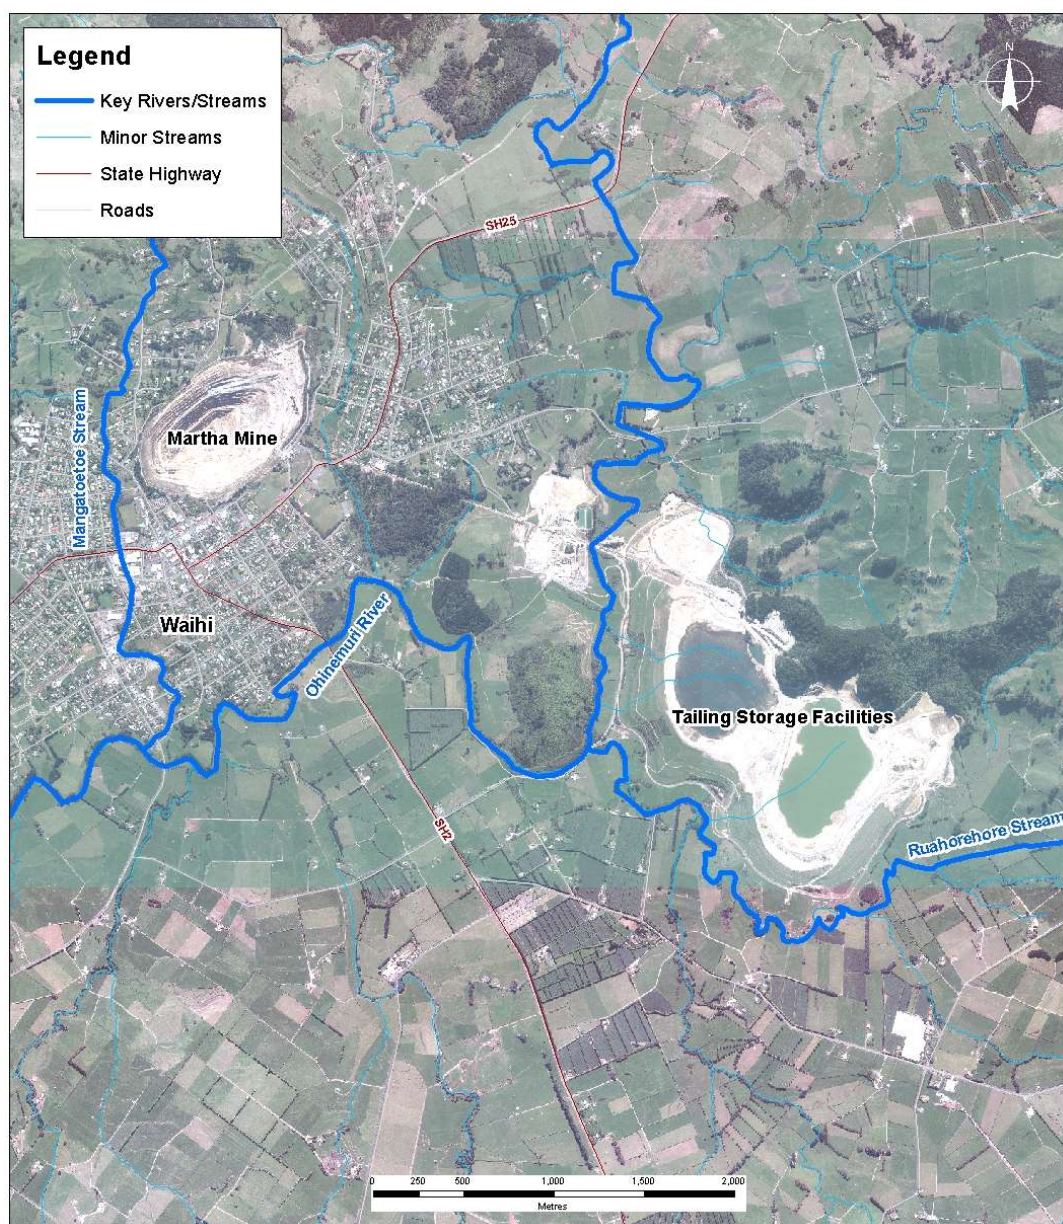 Legend
Key Rivers/Streams
Minor Streams
State Highway
Roads
N
SH25
Mangatoetoe Stream
Martha Mine
Waihi
Ohinemuri River
Tailing Storage Facilities
SH2
Ruahorehore Stream
0 250 500 1,000 1,500 2,000
Metres